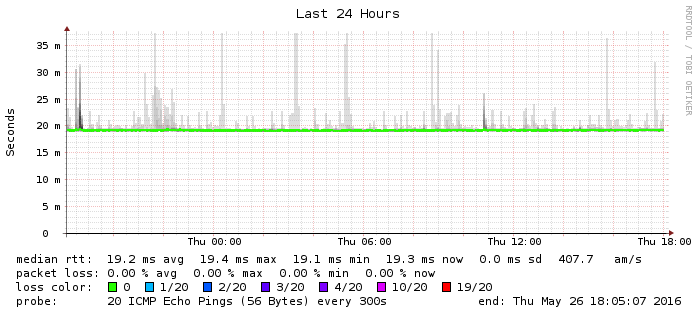 Last 24 Hours
RRDTOOL / TOBI OETIKER
Seconds
35 m
30 m
25 m
20 m
15 m
10 m
5 m
0
Thu 00:00 Thu 06:00 Thu 12:00 Thu 18:00
median rtt: 19.2 ms avg 19.4 ms max 19.1 ms min 19.3 ms now 0.0 ms sd 407.7 am/s
packet loss: 0.00 % avg 0.00 % max 0.00 % min 0.00 % now
loss color: 0 1/20 2/20 3/20 4/20 10/20 19/20
probe: 20 ICMP Echo Pings (56 Bytes) every 300s end: Thu May 26 18:05:07 2016